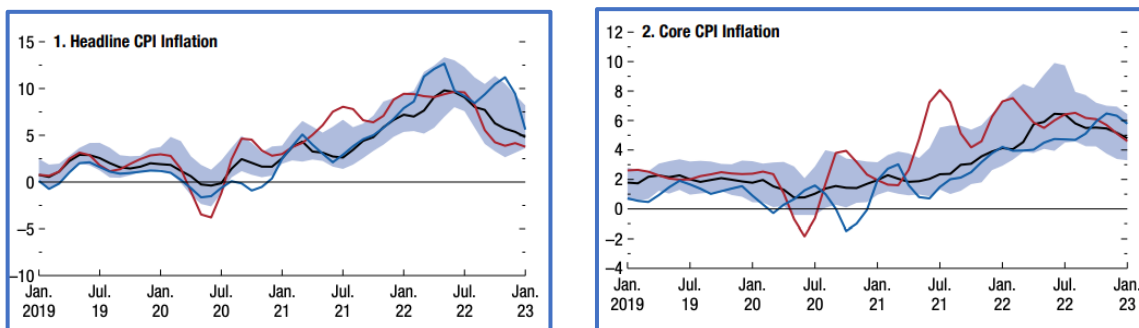 1. Headline CPI Inflation
15
10
5
0
–5
–10
Jan. Jul. Jan. Jul. Jan. Jul. Jan. Jul. Jan.
2019 19 20 20 21 21 22 22 23
2. Core CPI Inflation
12
10
8
6
4
2
0
–2
–4
Jan. Jul. Jan. Jul. Jan. Jul. Jan. Jul. Jan.
2019 19 20 20 21 21 22 22 23